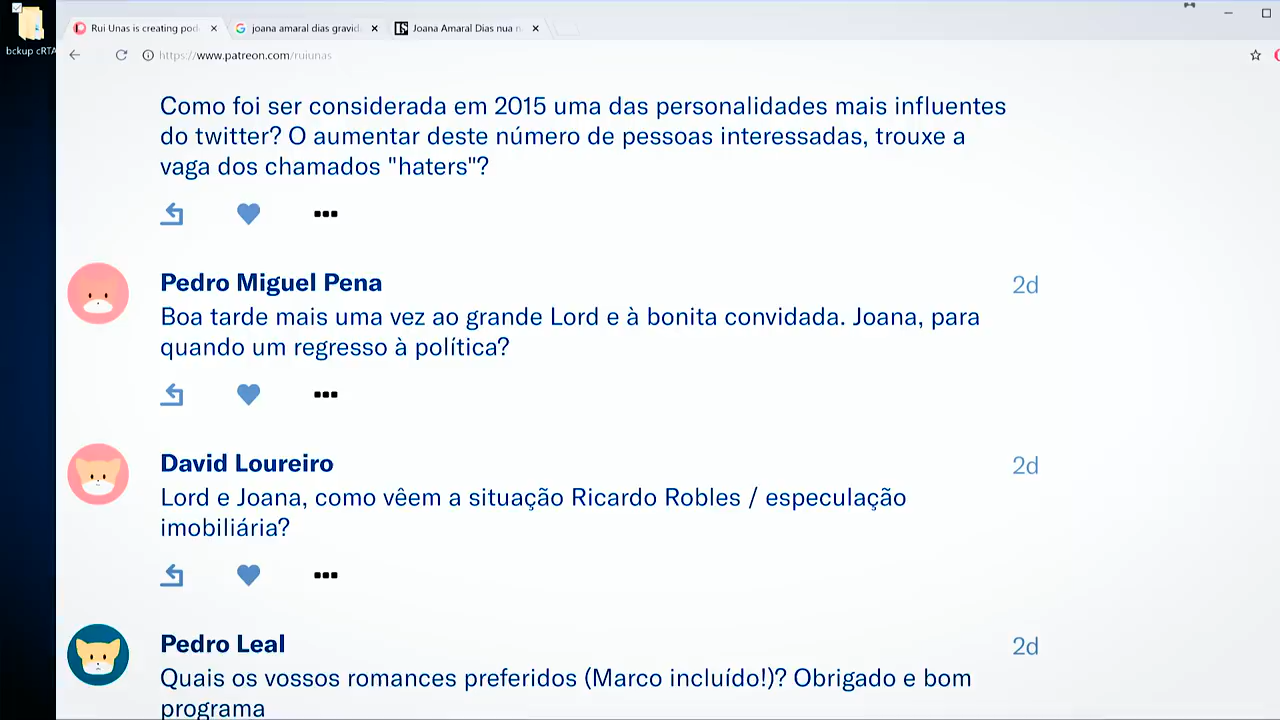 bckup cRTA
Rui Unas is creating pod
joana amaral dias gravid
Joana Amaral Dias nua n
https://www.patreon.com/ruiunas
Como foi ser considerada em 2015 uma das personalidades mais influentes
do twitter? O aumentar deste número de pessoas interessadas, trouxe a
vaga dos chamados "haters"?
Pedro Miguel Pena
2d
Boa tarde mais uma vez ao grande Lord e à bonita convidada. Joana, para
quando um regresso à política?
David Loureiro
2d
Lord e Joana, como vêem a situação Ricardo Robles / especulação
imobiliária?
Pedro Leal
2d
Quais os vossos romances preferidos (Marco incluído!)? Obrigado e bom
programa